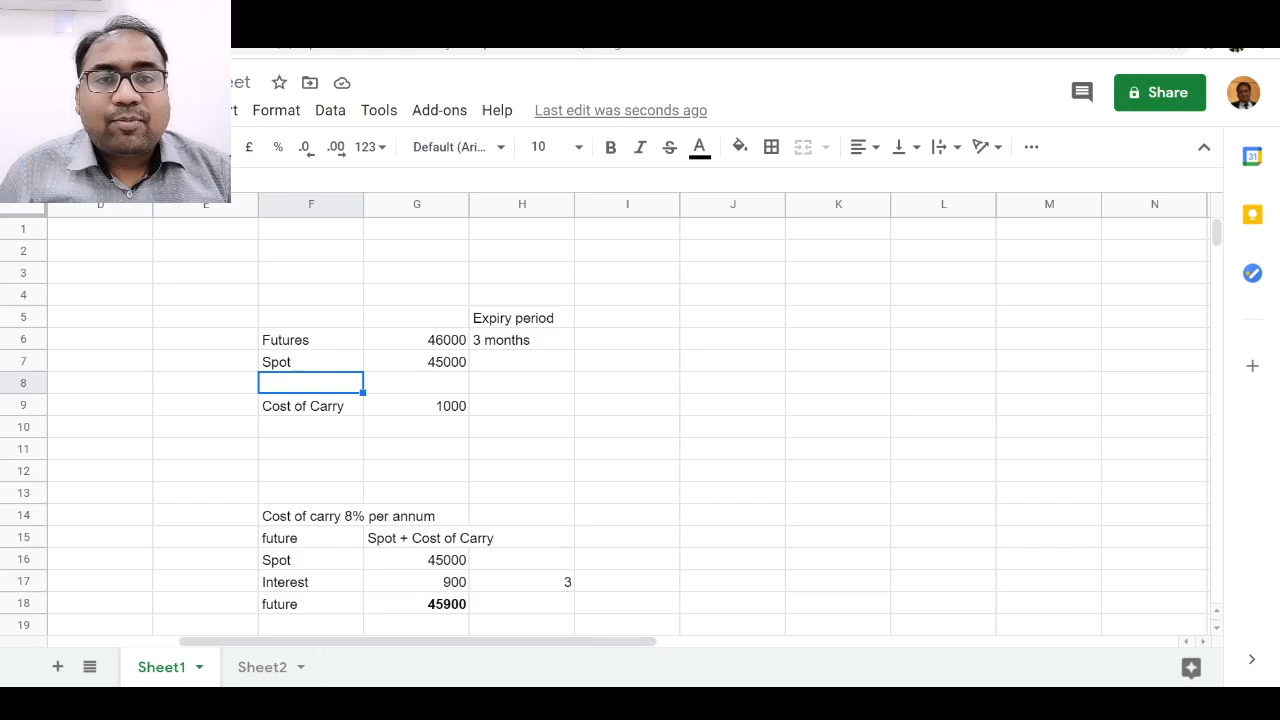 eet
rt Format Data Tools Add-ons Help Last edit was seconds ago
Share
£ % .0 .00 123 Default (Ari... 10 B I S A
31
D E F G H I J K L M N
1
2
3
4
5 Expiry period
6 Futures 46000 3 months
7 Spot 45000
8
9 Cost of Carry 1000
10
11
12
13
14 Cost of carry 8% per annum
15 future Spot + Cost of Carry
16 Spot 45000
17 Interest 900 3
18 future 45900
19
Sheet1 Sheet2